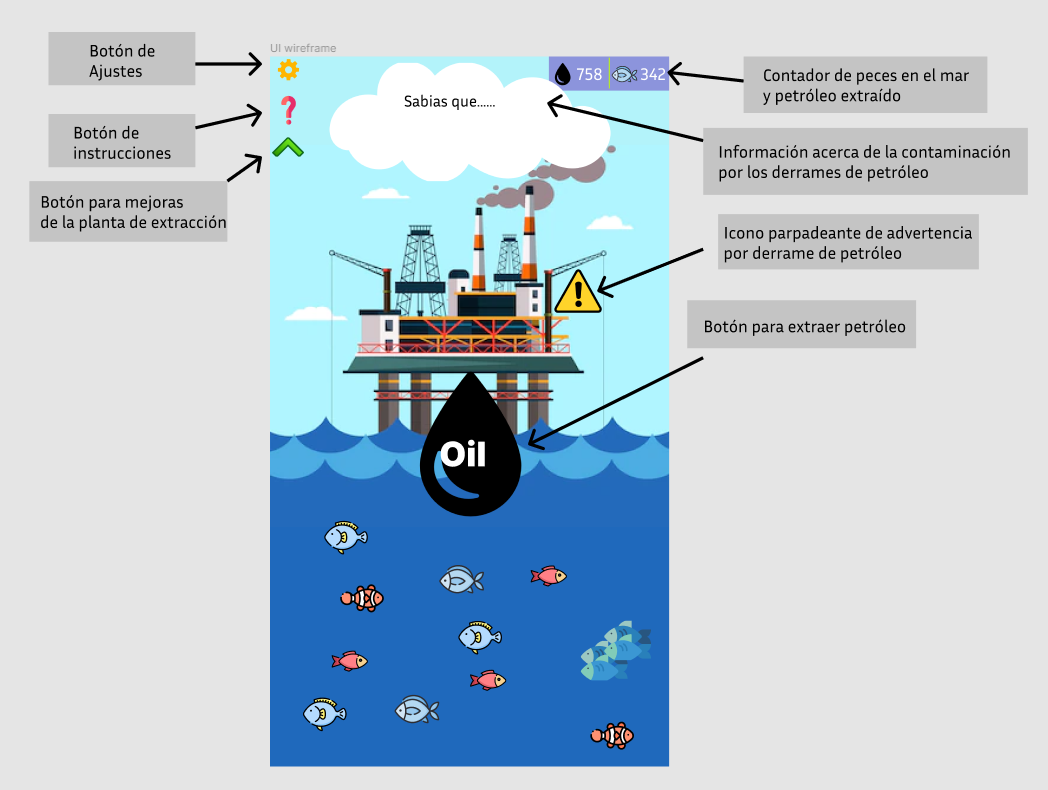 UI wireframe
Botón de
Ajustes
758
342
Contador de peces en el mar
y petróleo extraído
Sabias que......
Botón de
instrucciones
Información acerca de la contaminación
por los derrames de petróleo
Botón para mejoras
de la planta de extracción
Icono parpadeante de advertencia
por derrame de petróleo
Botón para extraer petróleo
Oil